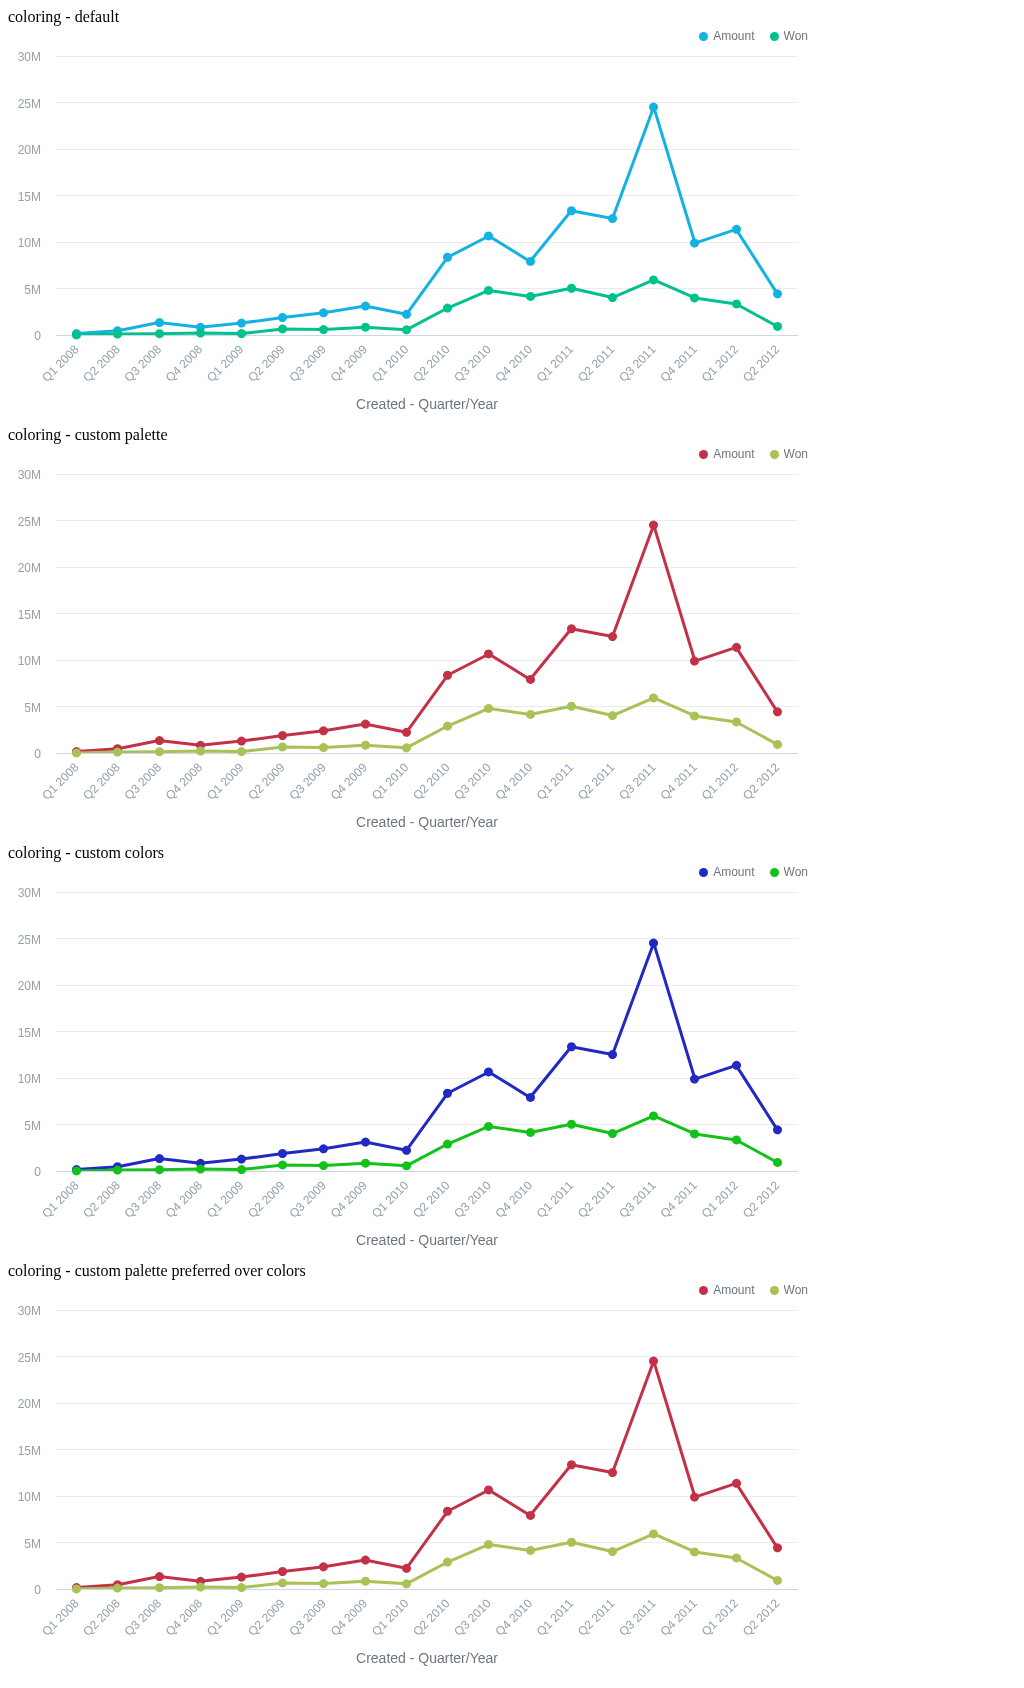 coloring - default
Amount Won
30M
25M
20M
15M
10M
5M
0
Q1 2008 Q2 2008 Q3 2008 Q4 2008 Q1 2009 Q2 2009 Q3 2009 Q4 2009 Q1 2010 Q2 2010 Q3 2010 Q4 2010 Q1 2011 Q2 2011 Q3 2011 Q4 2011 Q1 2012 Q2 2012
Created - Quarter/Year
coloring - custom palette
Amount Won
30M
25M
20M
15M
10M
5M
0
Q1 2008 Q2 2008 Q3 2008 Q4 2008 Q1 2009 Q2 2009 Q3 2009 Q4 2009 Q1 2010 Q2 2010 Q3 2010 Q4 2010 Q1 2011 Q2 2011 Q3 2011 Q4 2011 Q1 2012 Q2 2012
Created - Quarter/Year
coloring - custom colors
Amount Won
30M
25M
20M
15M
10M
5M
0
Q1 2008 Q2 2008 Q3 2008 Q4 2008 Q1 2009 Q2 2009 Q3 2009 Q4 2009 Q1 2010 Q2 2010 Q3 2010 Q4 2010 Q1 2011 Q2 2011 Q3 2011 Q4 2011 Q1 2012 Q2 2012
Created - Quarter/Year
coloring - custom palette preferred over colors
Amount Won
30M
25M
20M
15M
10M
5M
0
Q1 2008 Q2 2008 Q3 2008 Q4 2008 Q1 2009 Q2 2009 Q3 2009 Q4 2009 Q1 2010 Q2 2010 Q3 2010 Q4 2010 Q1 2011 Q2 2011 Q3 2011 Q4 2011 Q1 2012 Q2 2012
Created - Quarter/Year